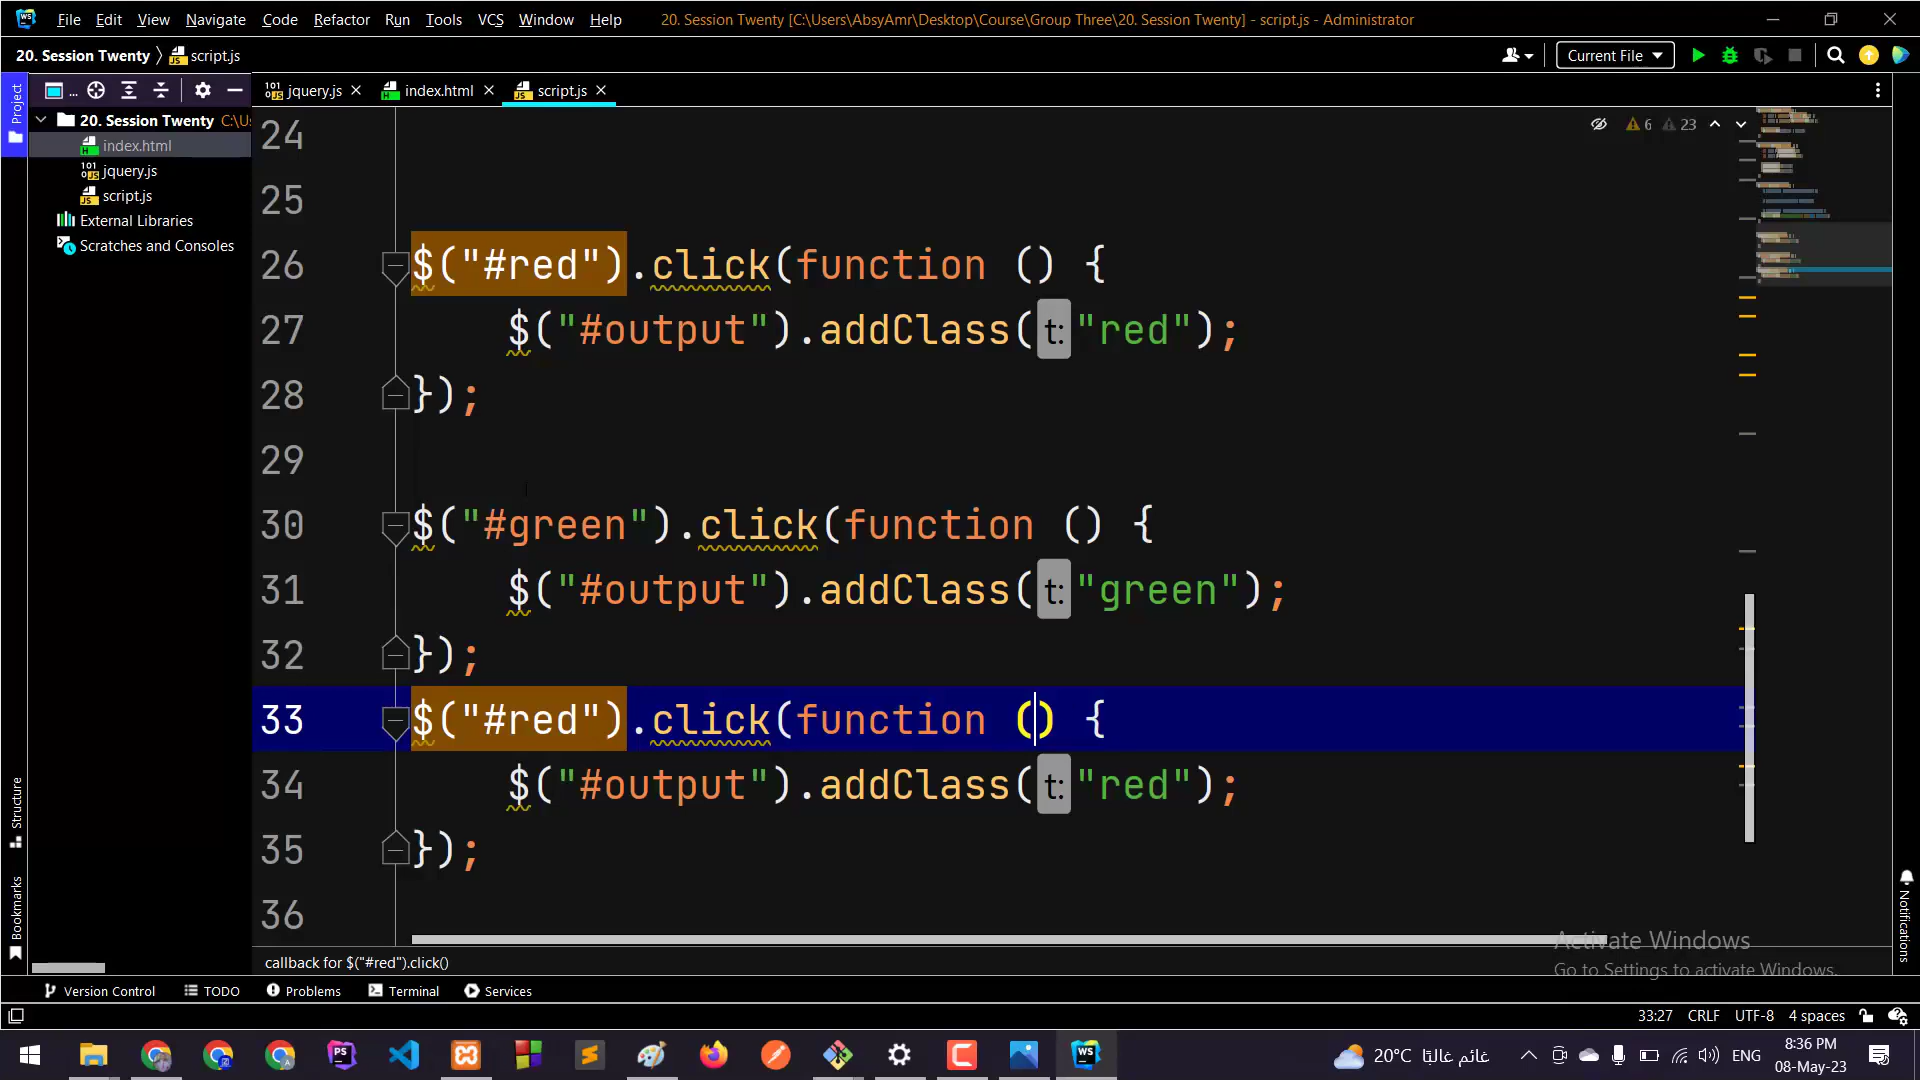 File Edit View Navigate Code Refactor Run Tools VCS Window Help 20. Session Twenty [C:\Users\AbsyAmr\Desktop\Course\Group Three\20. Session Twenty] - script.js - Administrator
20. Session Twenty script.js Current File
Project ... jquery.js index.html script.js
20. Session Twenty C:\Us
index.html
jquery.js
script.js
External Libraries
Scratches and Consoles
6 23
24
25
26 $("#red").click(function () {
27 $("#output").addClass( t: "red");
28 });
29
30 $("#green").click(function () {
31 $("#output").addClass( t: "green");
32 });
33 $("#red").click(function () {
34 $("#output").addClass( t: "red");
35 });
36
Structure
Bookmarks
Notifications
Activate Windows
Go to Settings to activate Windows.
callback for $("#red").click()
Version Control TODO Problems Terminal Services
33:27 CRLF UTF-8 4 spaces
20°C غائم غالبًا ENG 8:36 PM
08-May-23